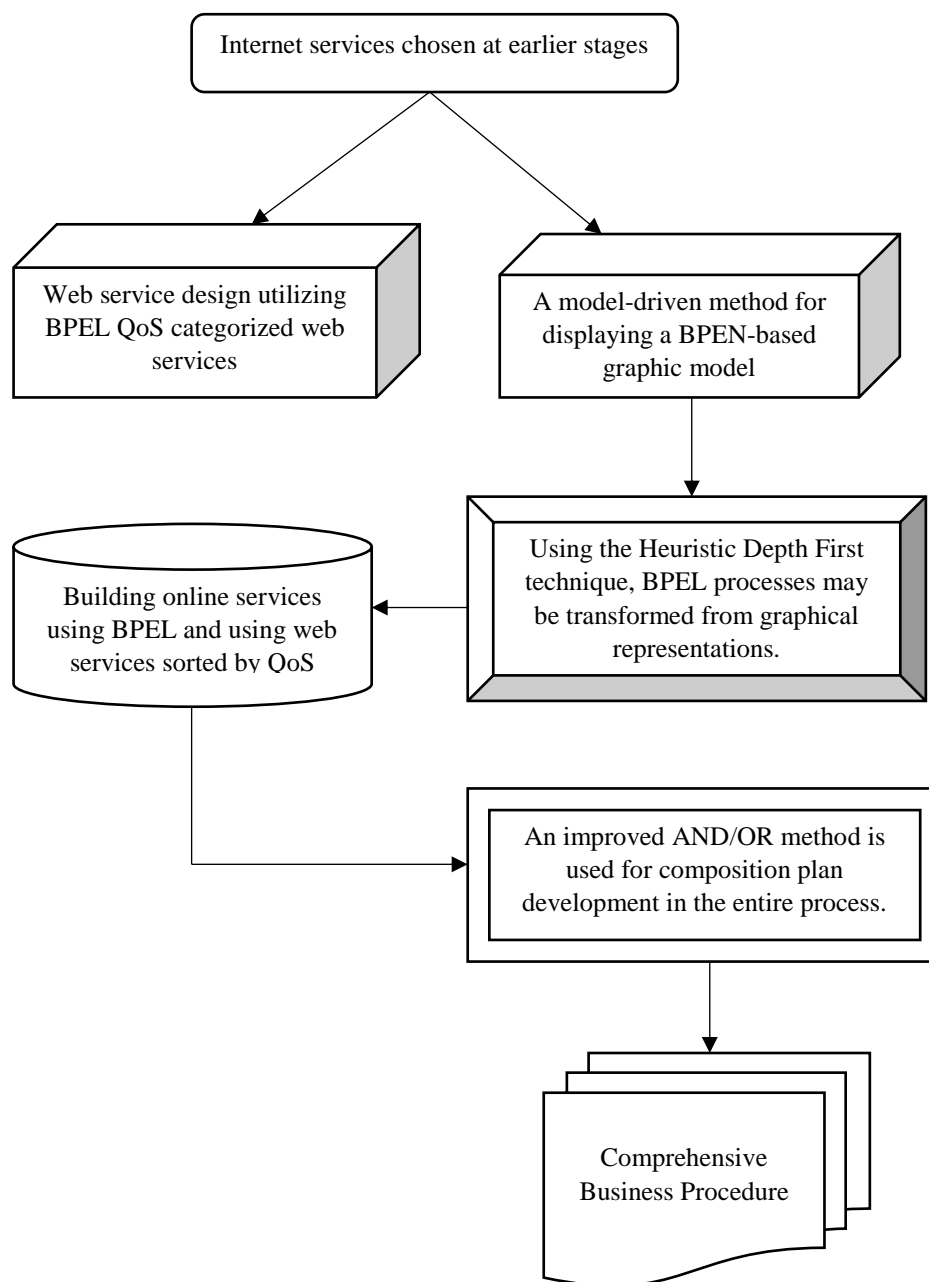 Internet services chosen at earlier stages
Web service design utilizing
BPEL QoS categorized web
services
A model-driven method for
displaying a BPEN-based
graphic model
Using the Heuristic Depth First
technique, BPEL processes may
be transformed from graphical
representations.
Building online services
using BPEL and using web
services sorted by QoS
An improved AND/OR method is
used for composition plan
development in the entire process.
Comprehensive
Business Procedure